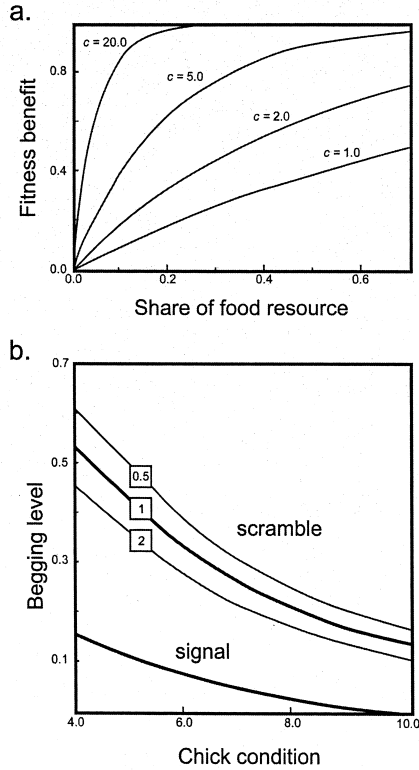 a.
c = 20.0
0.8
c = 5.0
c = 2.0
0.4
c = 1.0
0.0
0.0 0.2 0.4 0.6
Fitness benefit
Share of food resource
b.
0.7
0.5
0.5
1
2
scramble
0.3
signal
0.1
4.0 6.0 8.0 10.0
Begging level
Chick condition